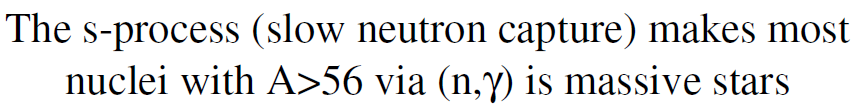 The s-process (slow neutron capture) makes most
nuclei with A>56 via (n,γ) is massive stars